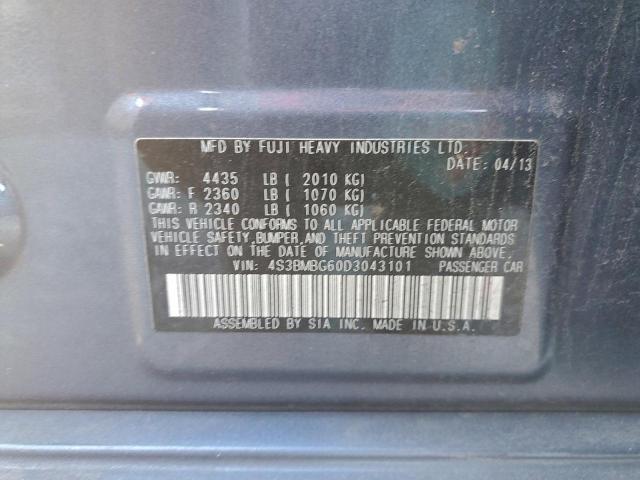 MFD BY FUJI HEAVY INDUSTRIES LTD.
DATE: 04/13
GVWR: 4435 LB ( 2010 KG)
GAWR: F 2360 LB ( 1070 KG)
GAWR: R 2340 LB ( 1060 KG)
THIS VEHICLE CONFORMS TO ALL APPLICABLE FEDERAL MOTOR
VEHICLE SAFETY,BUMPER,AND THEFT PREVENTION STANDARDS
IN EFFECT ON THE DATE OF MANUFACTURE SHOWN ABOVE.
VIN: 4S3BMBG60D3043101 PASSENGER CAR
ASSEMBLED BY SIA INC. MADE IN U.S.A.